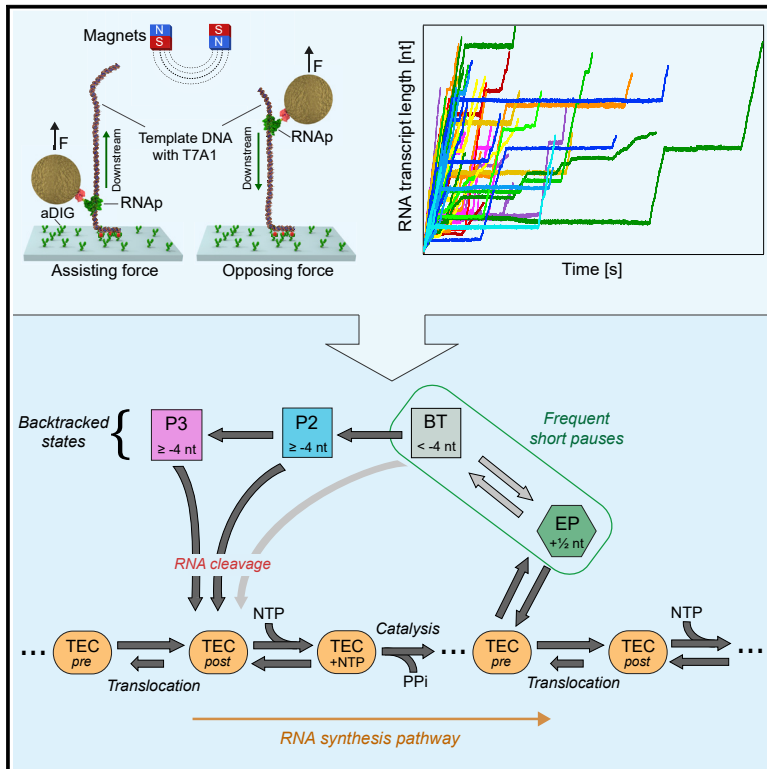 Magnets
N
S
S
N
F
F
Template DNA
with T7A1
RNAp
Downstream
Downstream
aDIG
RNAp
Assisting force
Opposing force
RNA transcript length [nt]
Time [s]
Backtracked
states
{
P3
≥ -4 nt
P2
≥ -4 nt
BT
< -4 nt
Frequent
short pauses
EP
+½ nt
RNA cleavage
... TEC
pre
Translocation
TEC
post
NTP
TEC
+NTP
Catalysis
PPi
... TEC
pre
Translocation
TEC
post
NTP
...
RNA synthesis pathway